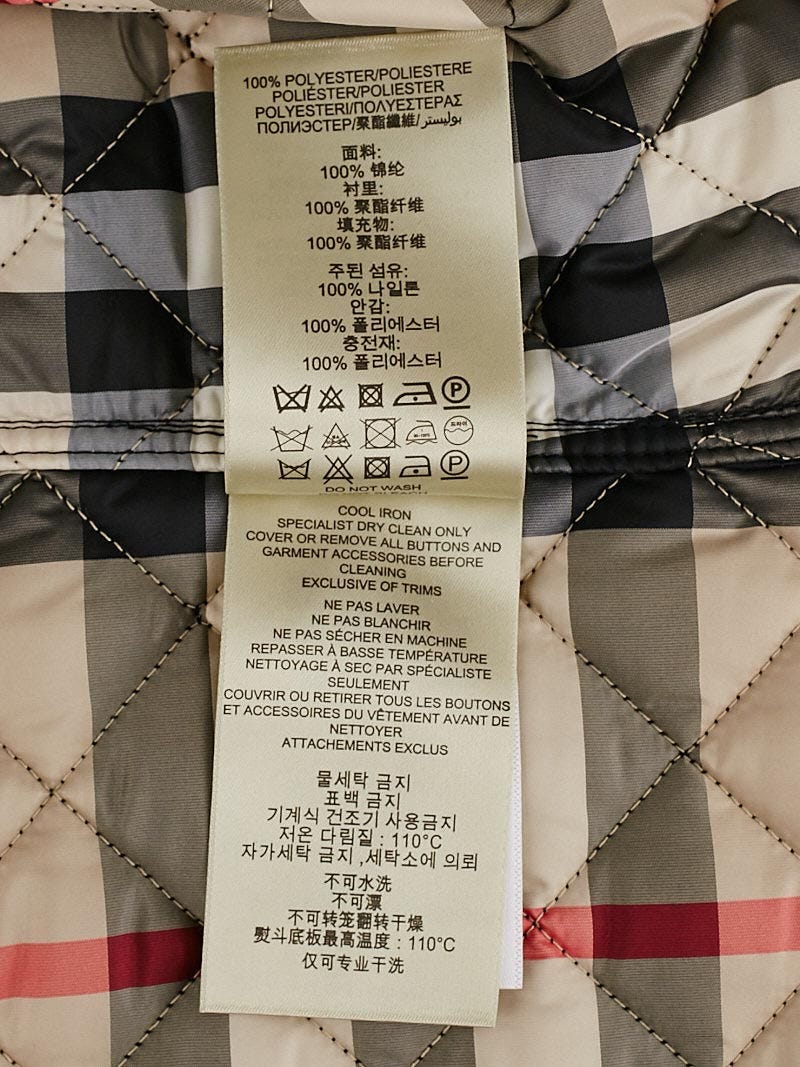 100% POLYESTER/POLIESTERE
POLIÉSTER/POLIESTER
POLYESTERI/ΠΟΛΥΕΣΤΕΡΑΣ
ПОЛИЭСТЕР/聚酯纖維/بوليستر
面料:
100% 锦纶
衬里:
100% 聚酯纤维
填充物:
100% 聚酯纤维
주된 섬유:
100% 나일론
안감:
100% 폴리에스터
충전재:
100% 폴리에스터
P
드라이
P
DO NOT WASH
COOL IRON
SPECIALIST DRY CLEAN ONLY
COVER OR REMOVE ALL BUTTONS AND
GARMENT ACCESSORIES BEFORE
CLEANING
EXCLUSIVE OF TRIMS
NE PAS LAVER
NE PAS BLANCHIR
NE PAS SÉCHER EN MACHINE
REPASSER À BASSE TEMPÉRATURE
NETTOYAGE À SEC PAR SPÉCIALISTE
SEULEMENT
COUVRIR OU RETIRER TOUS LES BOUTONS
ET ACCESSOIRES DU VÊTEMENT AVANT DE
NETTOYER
ATTACHEMENTS EXCLUS
물세탁 금지
표백 금지
기계식 건조기 사용금지
저온 다림질 : 110°C
자가세탁 금지 ,세탁소에 의뢰
不可水洗
不可漂
不可转笼翻转干燥
熨斗底板最高温度 : 110°C
仅可专业干洗